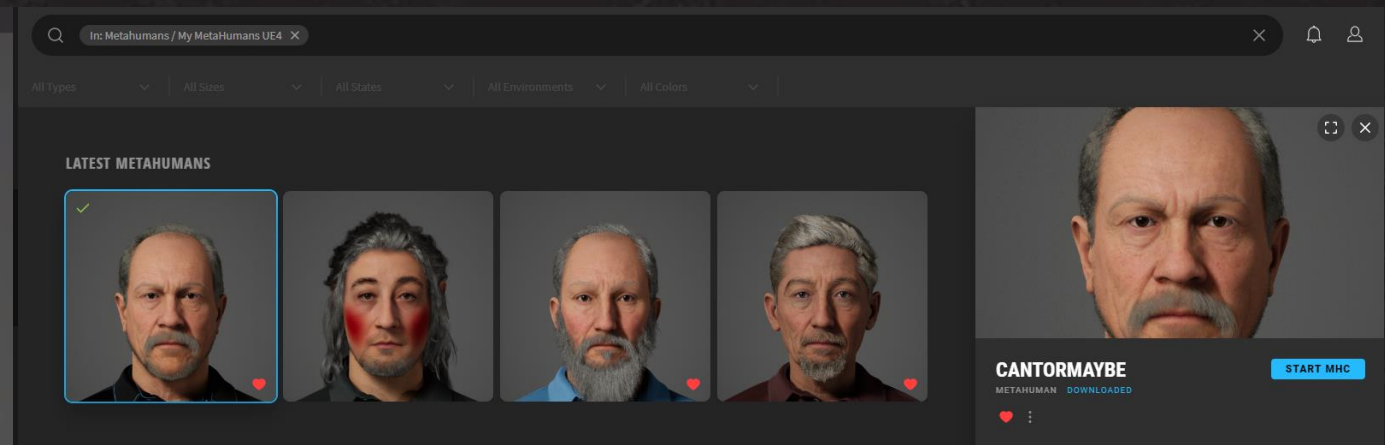 In: Metahumans / My MetaHumans UE4
All Types All Sizes All States All Environments All Colors
LATEST METAHUMANS
CANTORMAYBE
START MHC
METAHUMAN DOWNLOADED